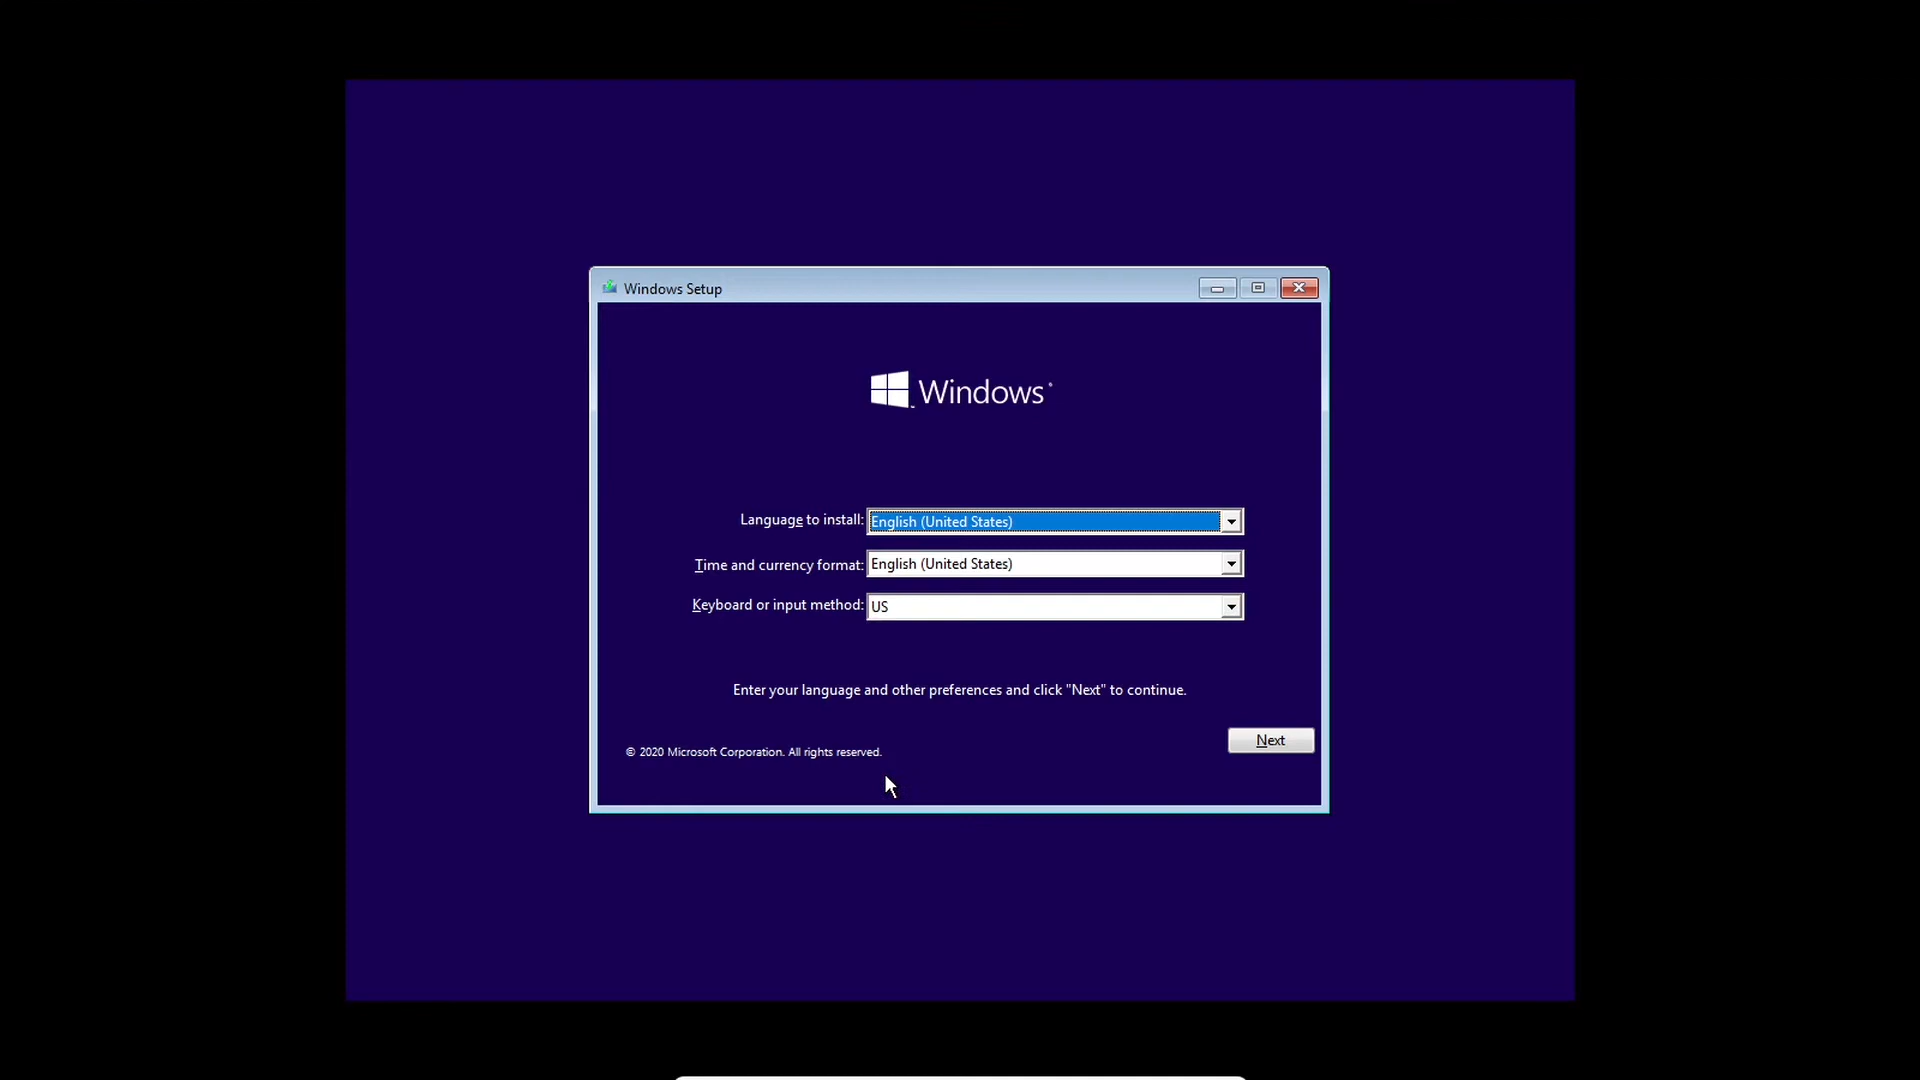 Windows Setup
Windows
Language to install: English (United States)
Time and currency format: English (United States)
Keyboard or input method: US
Enter your language and other preferences and click "Next" to continue.
Next
© 2020 Microsoft Corporation. All rights reserved.